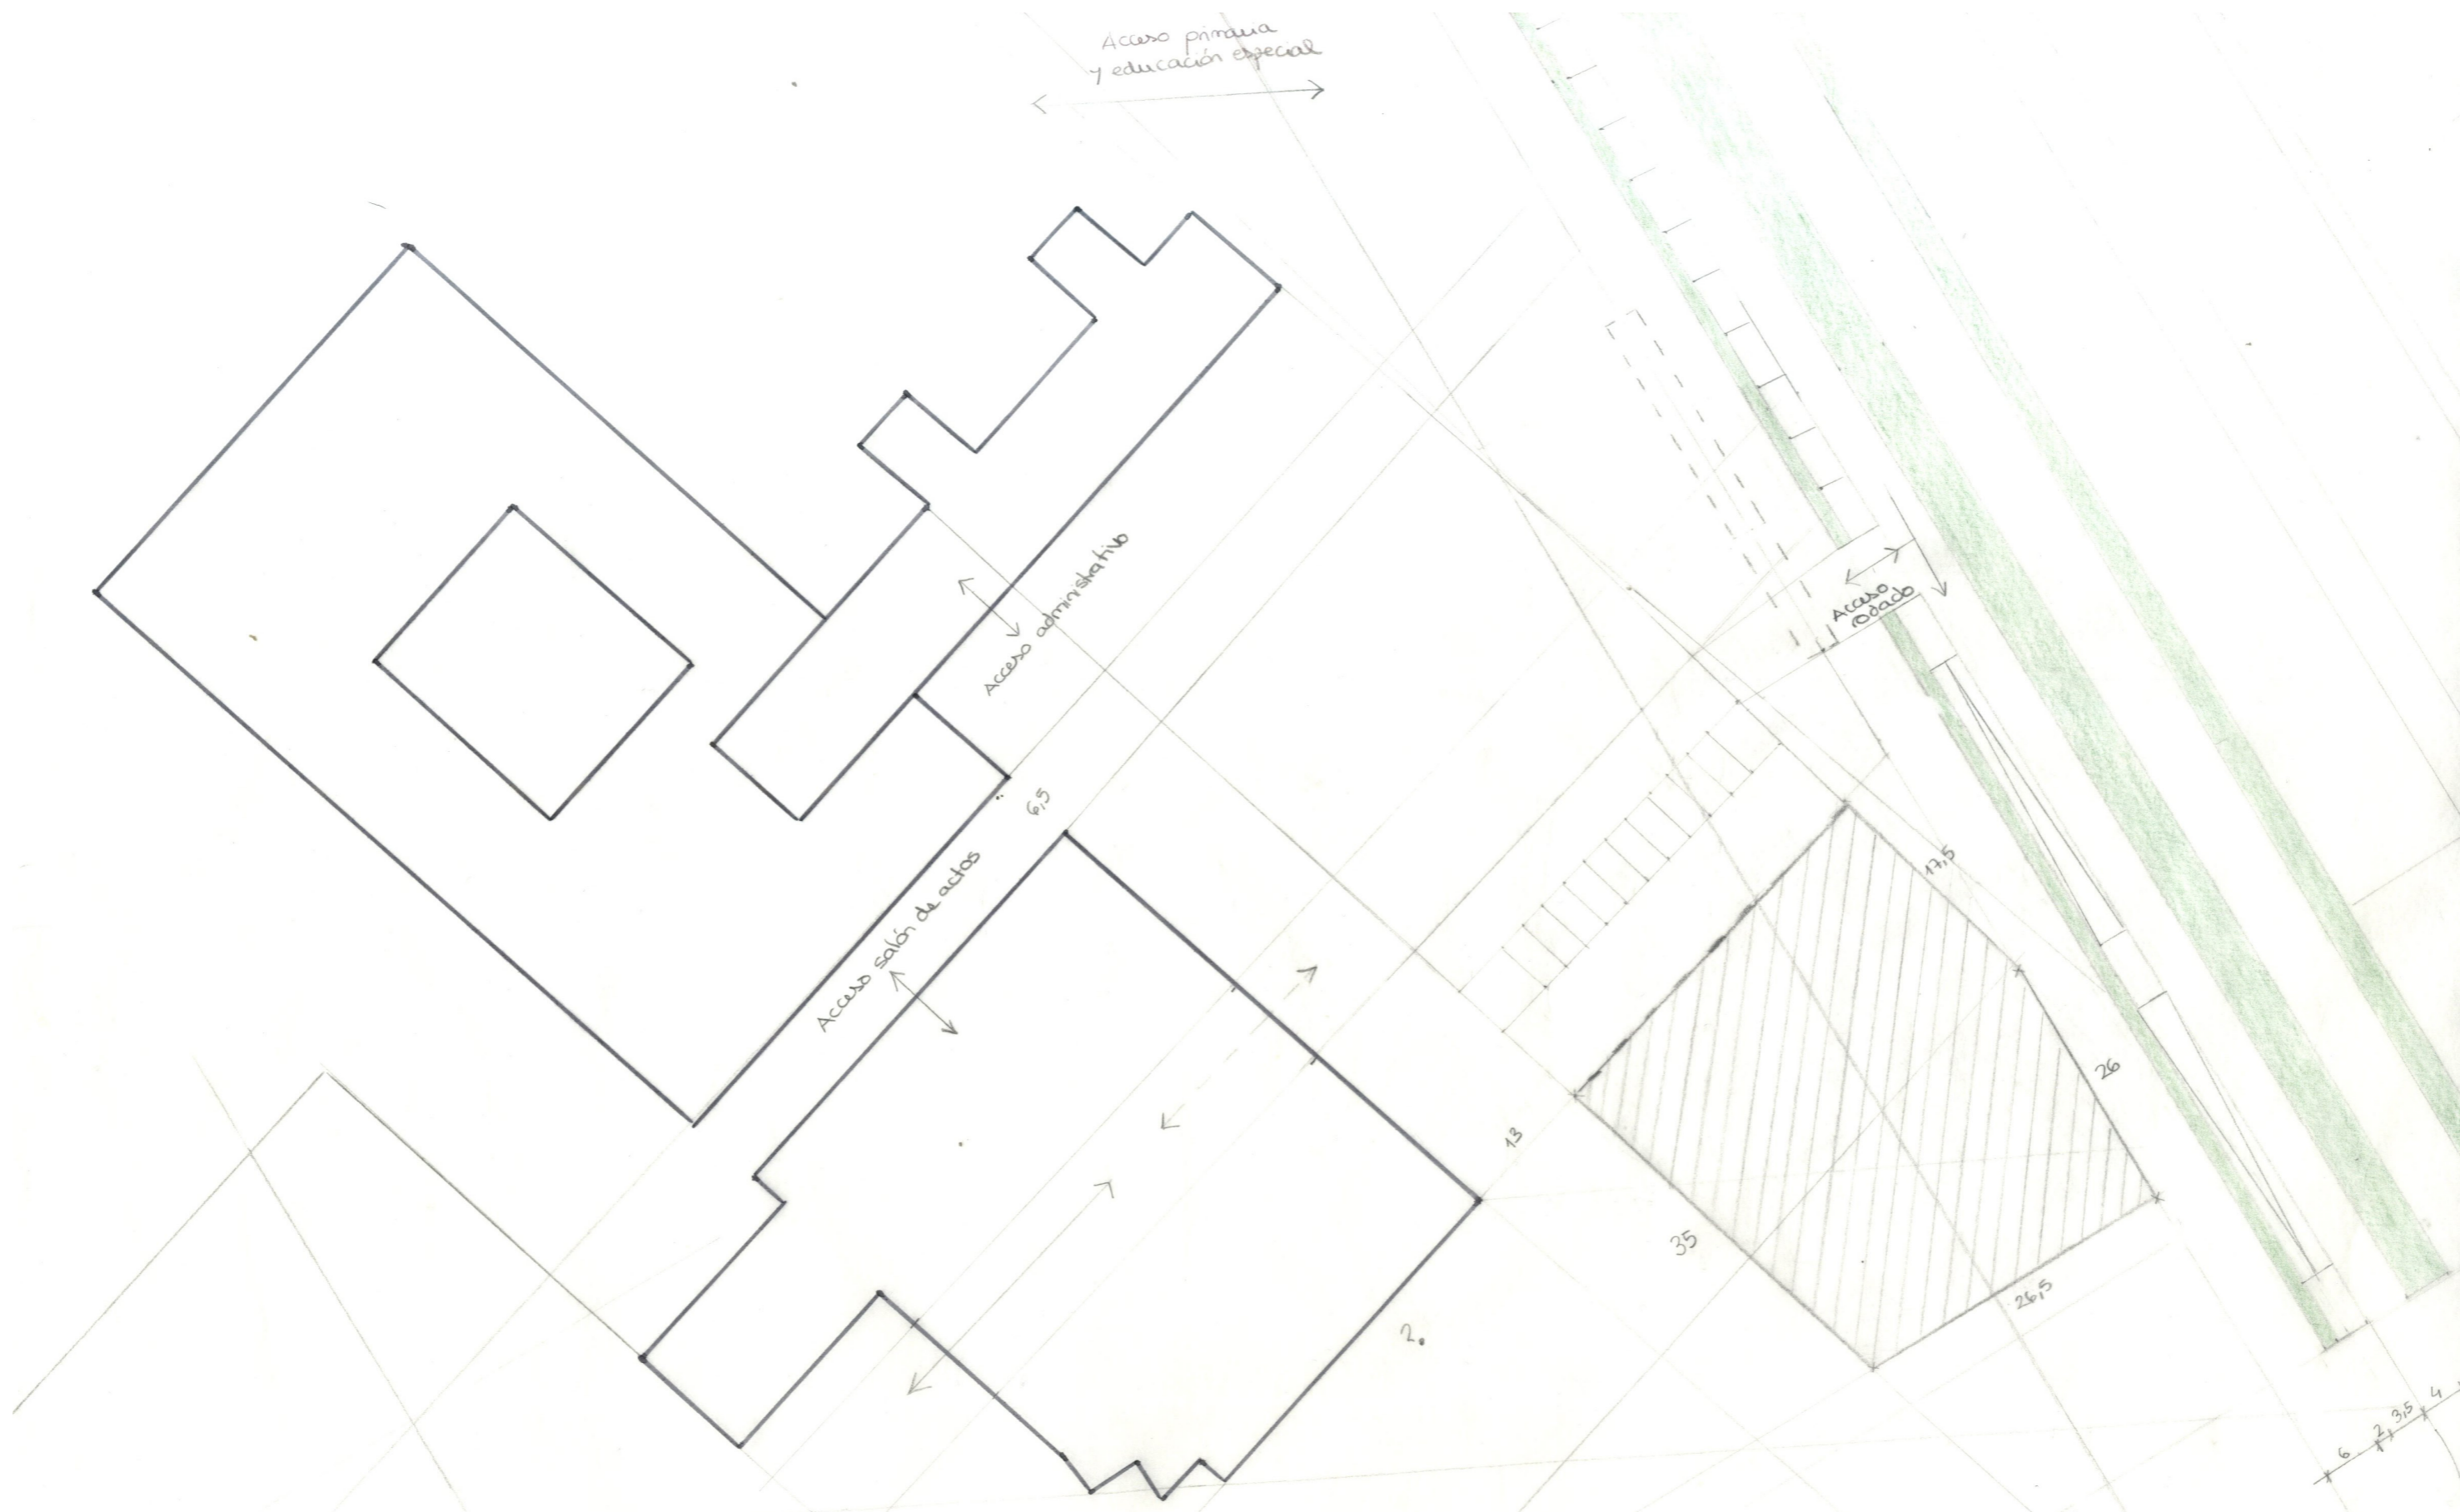 Acceso primaria
y educación especial
Acceso administrativo
Acceso
rodado
6,5
Acceso salón de actos
17,5
26
13
35
26,5
2.
4
3,5
2
6